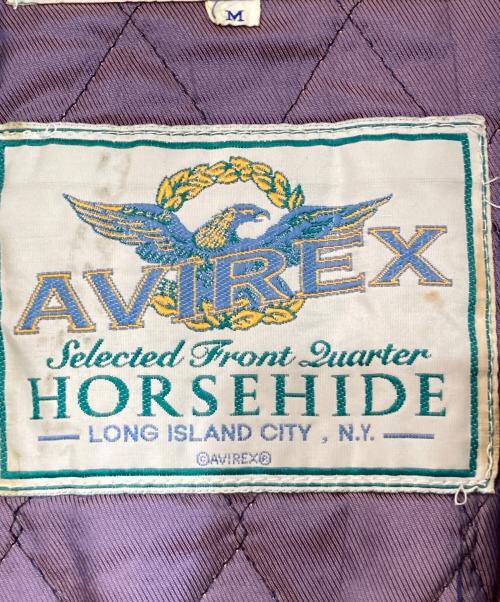 M
AVIREX
Selected Front Quarter
HORSEHIDE
LONG ISLAND CITY , N.Y.
©AVIREX®